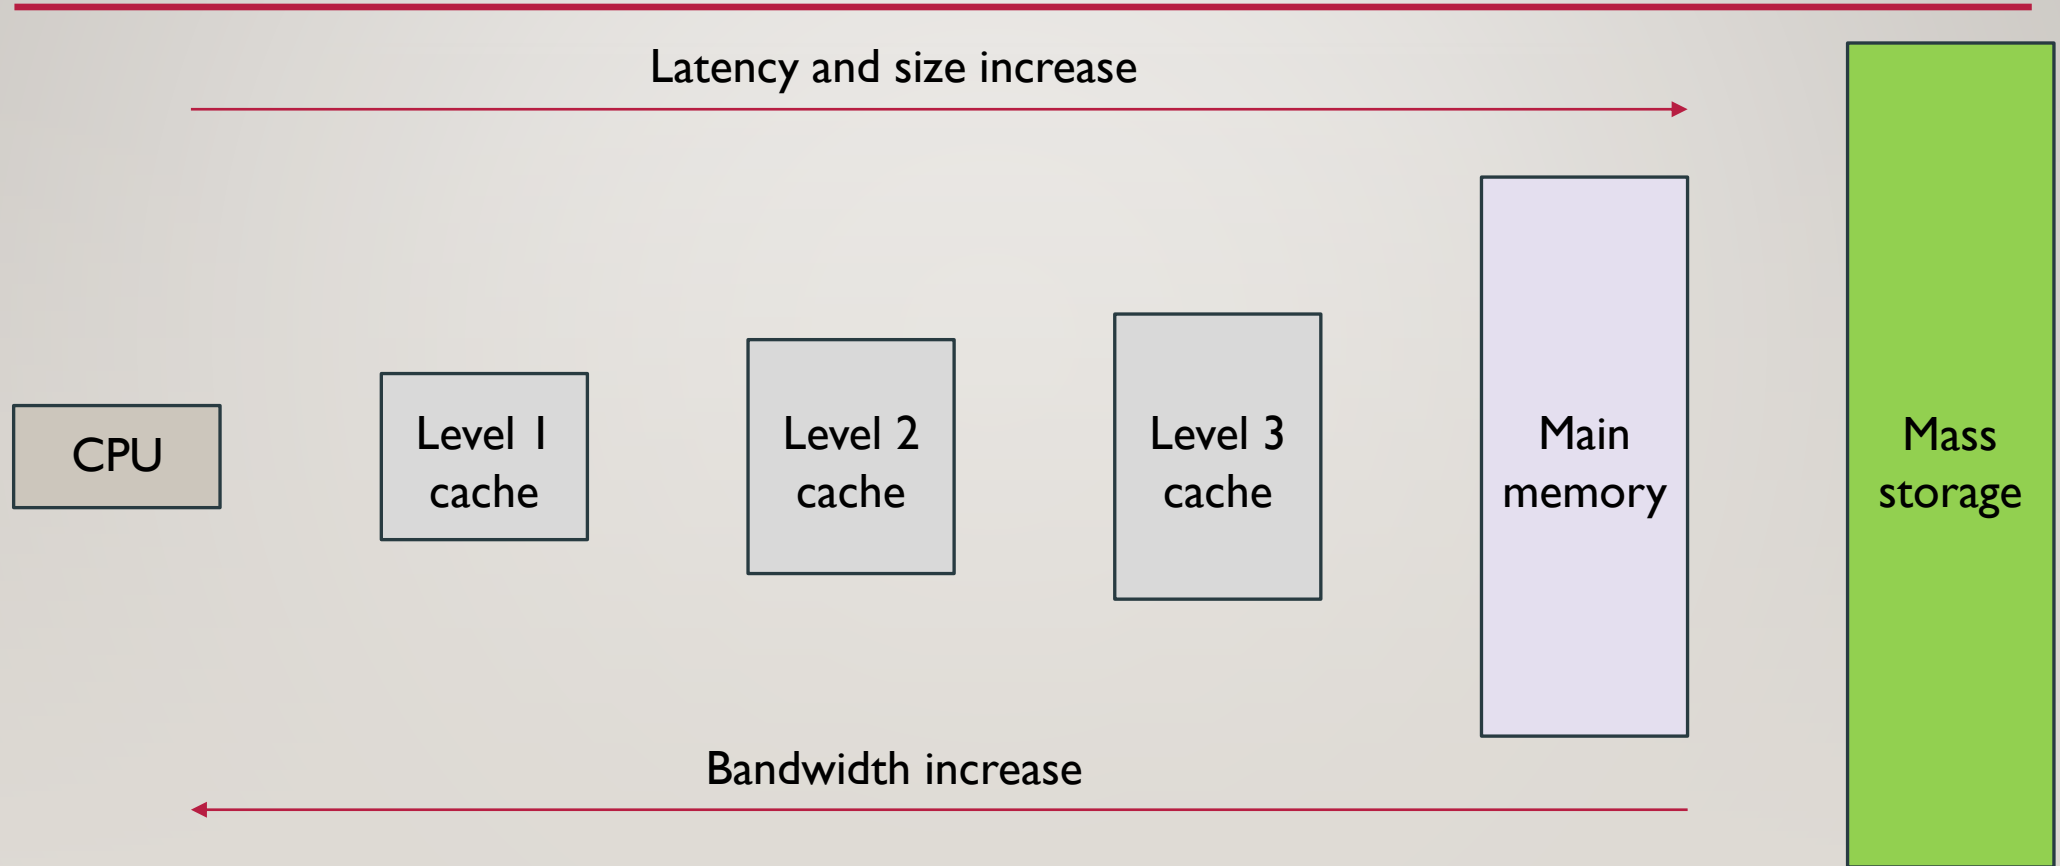 Latency and size increase
CPU
Level 1
cache
Level 2
cache
Level 3
cache
Main
memory
Mass
storage
Bandwidth increase